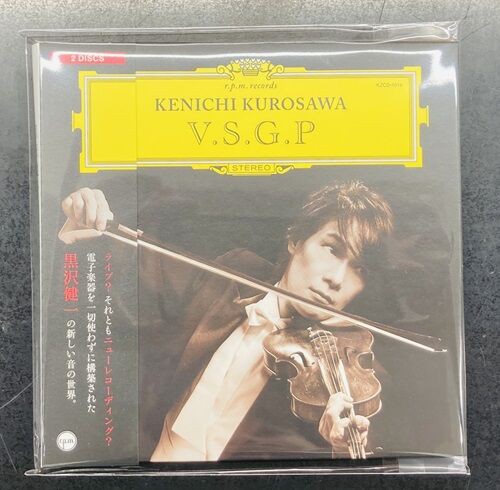 2 DISCS
r.p.m. records
KZCD-1014
KENICHI KUROSAWA
V.S.G.P
STEREO
ライブ？それともニューレコーディング？
電子楽器を一切使わずに構築された
黒沢健一の新しい音の世界。
r.p.m.